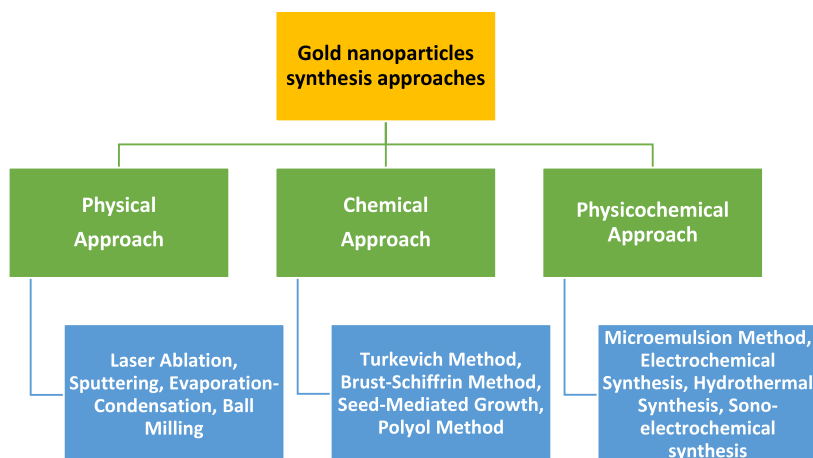 Gold nanoparticles
synthesis approaches
Physical
Approach
Chemical
Approach
Physicochemical
Approach
Laser Ablation,
Sputtering, Evaporation-
Condensation, Ball
Milling
Turkevich Method,
Brust-Schiffrin Method,
Seed-Mediated Growth,
Polyol Method
Microemulsion Method,
Electrochemical
Synthesis, Hydrothermal
Synthesis, Sono-
electrochemical
synthesis